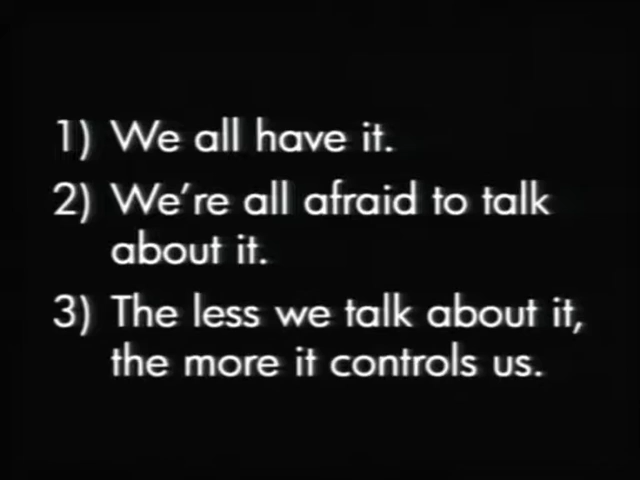 1) We all have it.
2) We're all afraid to talk
about it.
3) The less we talk about it,
the more it controls us.